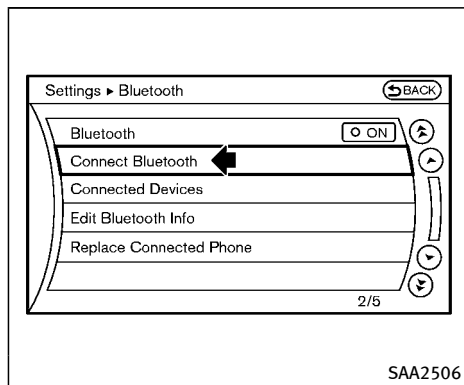 Settings ▸ Bluetooth
BACK
Bluetooth
ON
Connect Bluetooth
Connected Devices
Edit Bluetooth Info
Replace Connected Phone
2/5
SAA2506